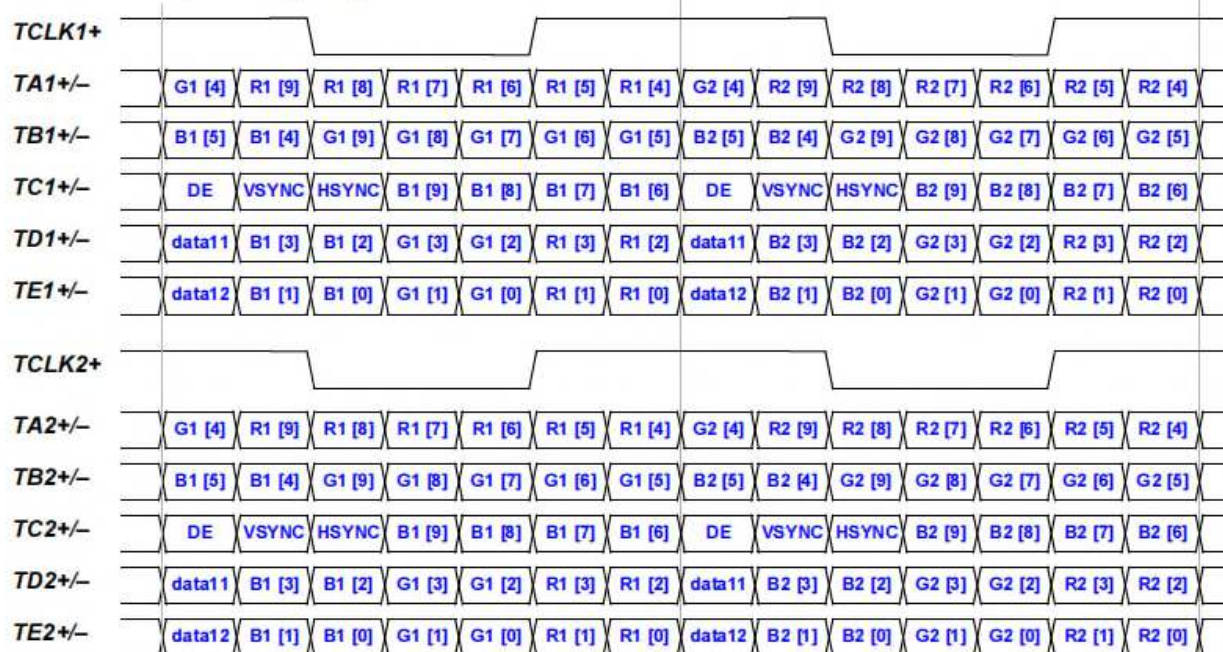 TCLK1+
TA1+/– G1 [4] R1 [9] R1 [8] R1 [7] R1 [6] R1 [5] R1 [4] G2 [4] R2 [9] R2 [8] R2 [7] R2 [6] R2 [5] R2 [4]
TB1+/– B1 [5] B1 [4] G1 [9] G1 [8] G1 [7] G1 [6] G1 [5] B2 [5] B2 [4] G2 [9] G2 [8] G2 [7] G2 [6] G2 [5]
TC1+/– DE VSYNC HSYNC B1 [9] B1 [8] B1 [7] B1 [6] DE VSYNC HSYNC B2 [9] B2 [8] B2 [7] B2 [6]
TD1+/– data11 B1 [3] B1 [2] G1 [3] G1 [2] R1 [3] R1 [2] data11 B2 [3] B2 [2] G2 [3] G2 [2] R2 [3] R2 [2]
TE1+/– data12 B1 [1] B1 [0] G1 [1] G1 [0] R1 [1] R1 [0] data12 B2 [1] B2 [0] G2 [1] G2 [0] R2 [1] R2 [0]
TCLK2+
TA2+/– G1 [4] R1 [9] R1 [8] R1 [7] R1 [6] R1 [5] R1 [4] G2 [4] R2 [9] R2 [8] R2 [7] R2 [6] R2 [5] R2 [4]
TB2+/– B1 [5] B1 [4] G1 [9] G1 [8] G1 [7] G1 [6] G1 [5] B2 [5] B2 [4] G2 [9] G2 [8] G2 [7] G2 [6] G2 [5]
TC2+/– DE VSYNC HSYNC B1 [9] B1 [8] B1 [7] B1 [6] DE VSYNC HSYNC B2 [9] B2 [8] B2 [7] B2 [6]
TD2+/– data11 B1 [3] B1 [2] G1 [3] G1 [2] R1 [3] R1 [2] data11 B2 [3] B2 [2] G2 [3] G2 [2] R2 [3] R2 [2]
TE2+/– data12 B1 [1] B1 [0] G1 [1] G1 [0] R1 [1] R1 [0] data12 B2 [1] B2 [0] G2 [1] G2 [0] R2 [1] R2 [0]